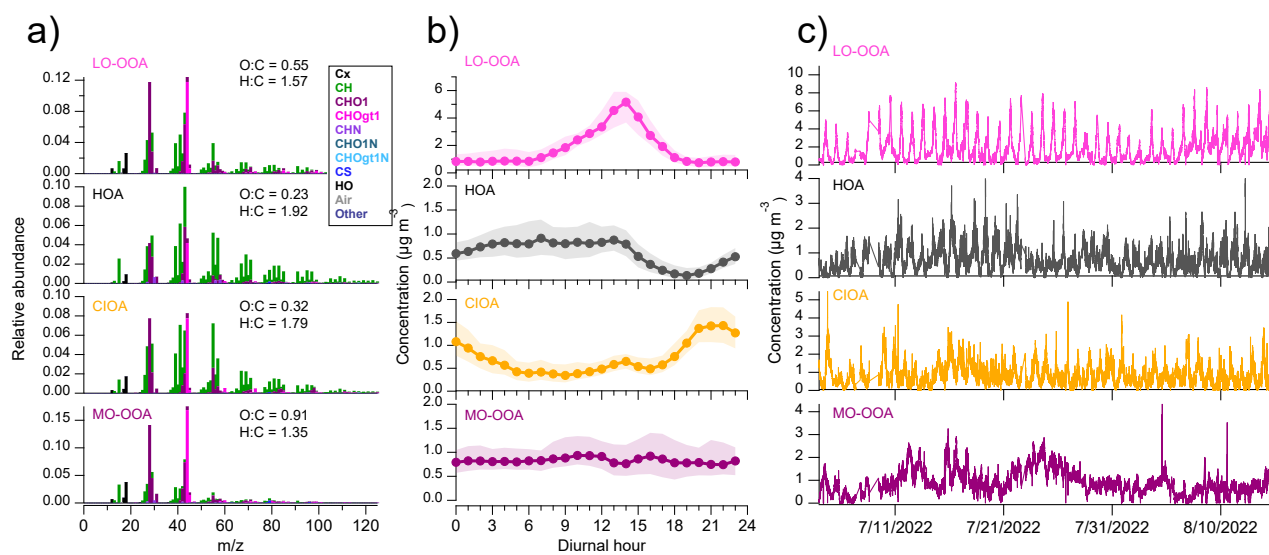 a)
LO-OOA
O:C = 0.55
H:C = 1.57
Cx
CH
CHO1
CHOgt1
CHN
CHO1N
CHOgt1N
CS
HO
Air
Other
0.12
0.08
0.04
0.00
HOA
O:C = 0.23
H:C = 1.92
0.10
0.08
0.06
0.04
0.02
0.00
CIOA
O:C = 0.32
H:C = 1.79
0.10
0.08
0.06
0.04
0.02
0.00
MO-OOA
O:C = 0.91
H:C = 1.35
0.15
0.10
0.05
0.00
Relative abundance
0 20 40 60 80 100 120
m/z
b)
LO-OOA
6
4
2
0
HOA
2.0
1.5
1.0
0.5
0.0
CIOA
2.0
1.5
1.0
0.5
0.0
MO-OOA
2.0
1.5
1.0
0.5
0.0
Concentration (µg m⁻³)
0 3 6 9 12 15 18 21 24
Diurnal hour
c)
LO-OOA
10
8
6
4
2
0
HOA
4
3
2
1
0
CIOA
5
4
3
2
1
0
MO-OOA
4
3
2
1
0
Concentration (µg m⁻³)
7/11/2022 7/21/2022 7/31/2022 8/10/2022